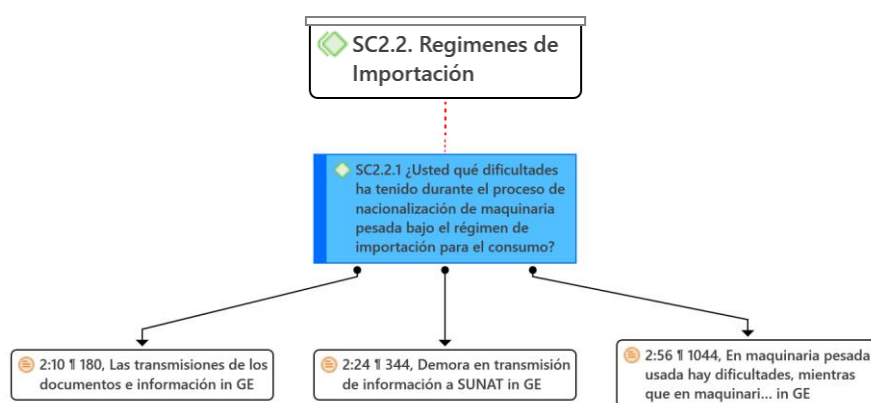 SC2.2. Regimenes de
Importación
SC2.2.1 ¿Usted qué dificultades
ha tenido durante el proceso de
nacionalización de maquinaria
pesada bajo el régimen de
importación para el consumo?
2:10 ¶ 180, Las transmisiones de los
documentos e información in GE
2:24 ¶ 344, Demora en transmisión
de información a SUNAT in GE
2:56 ¶ 1044, En maquinaria pesada
usada hay dificultades, mientras
que en maquinari... in GE